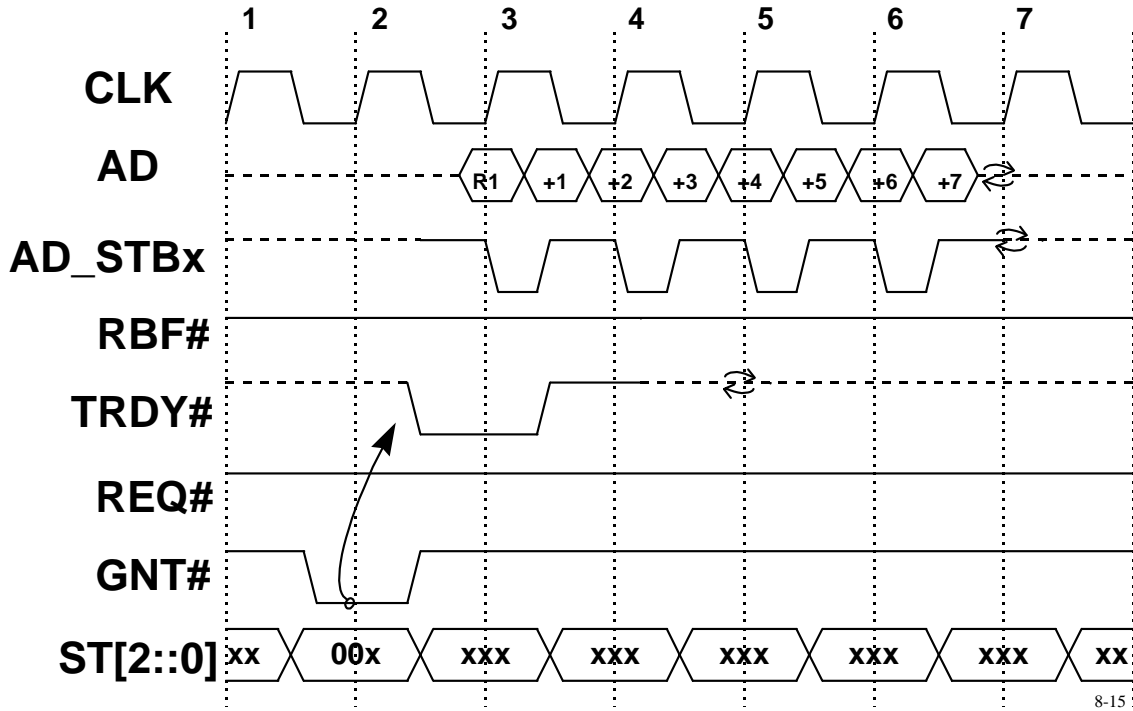 1 2 3 4 5 6 7
CLK
AD R1 +1 +2 +3 +4 +5 +6 +7
AD_STBx
RBF#
TRDY#
REQ#
GNT#
ST[2::0] xx 00x xxx xxx xxx xxx xxx xx
8-15